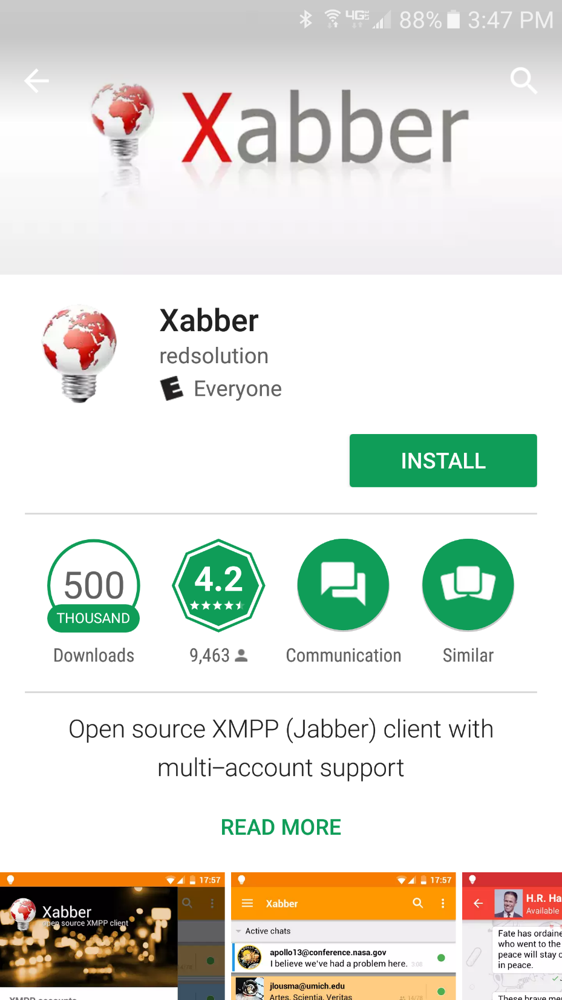 4G LTE 88% 3:47 PM
Xabber
Xabber
redsolution
E Everyone
INSTALL
500
THOUSAND
Downloads
4.2
9,463
Communication
Similar
Open source XMPP (Jabber) client with
multi-account support
READ MORE
17:57
Xabber
open source XMPP client
17:57
Xabber
Active chats
apollo13@conference.nasa.gov
I believe we've had a problem here. 3:08
jlousma@umich.edu
Artes, Scientia, Veritas 14/78
H.R. Ha
Available
Fate has ordaine
who went to the
peace will stay
in peace.
These brave me